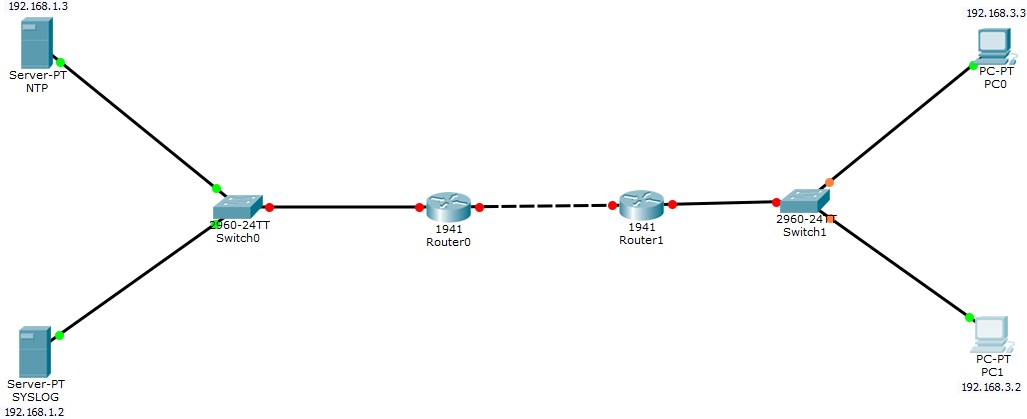 192.168.1.3
Server-PT
NTP
192.168.3.3
PC-PT
PC0
2960-24TT
Switch0
1941
Router0
1941
Router1
2960-24TT
Switch1
Server-PT
SYSLOG
192.168.1.2
PC-PT
PC1
192.168.3.2